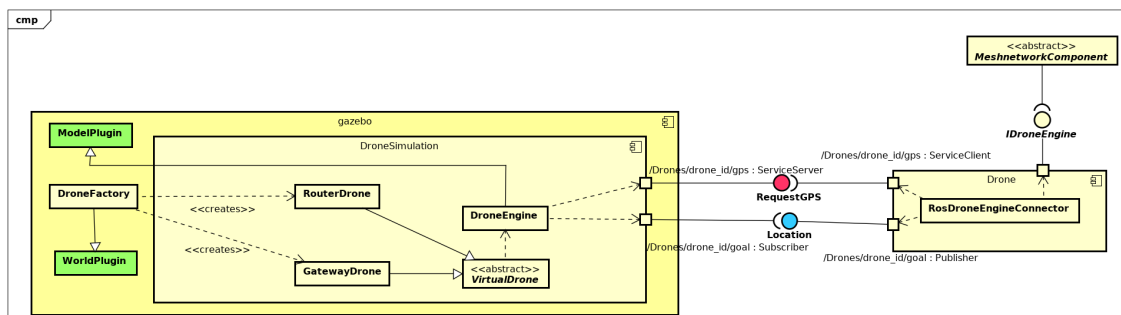 cmp
<<abstract>>
MeshnetworkComponent
IDroneEngine
gazebo
ModelPlugin
DroneSimulation
/Drones/drone_id/gps : ServiceServer
/Drones/drone_id/gps : ServiceClient
RequestGPS
Drone
DroneFactory
<<creates>>
RouterDrone
DroneEngine
RosDroneEngineConnector
Location
<<creates>>
/Drones/drone_id/goal : Subscriber
/Drones/drone_id/goal : Publisher
WorldPlugin
GatewayDrone
<<abstract>>
VirtualDrone